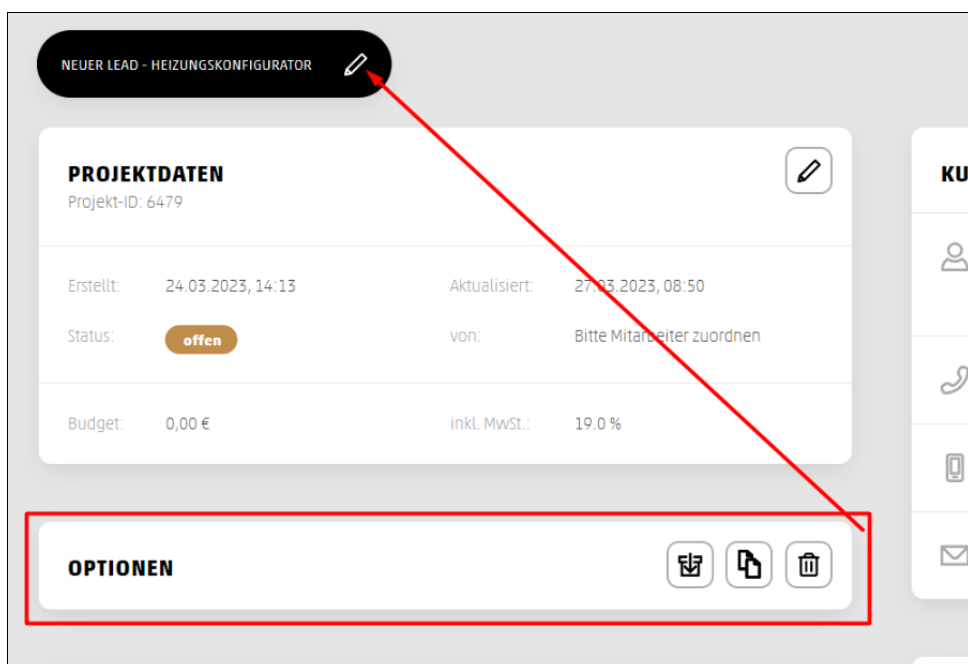 NEUER LEAD - HEIZUNGSKONFIGURATOR
PROJEKTDATEN
Projekt-ID: 6479
Erstellt: 24.03.2023, 14:13 Aktualisiert: 27.03.2023, 08:50
Status: offen von: Bitte Mitarbeiter zuordnen
Budget: 0,00 € inkl. MwSt.: 19.0 %
OPTIONEN
KU